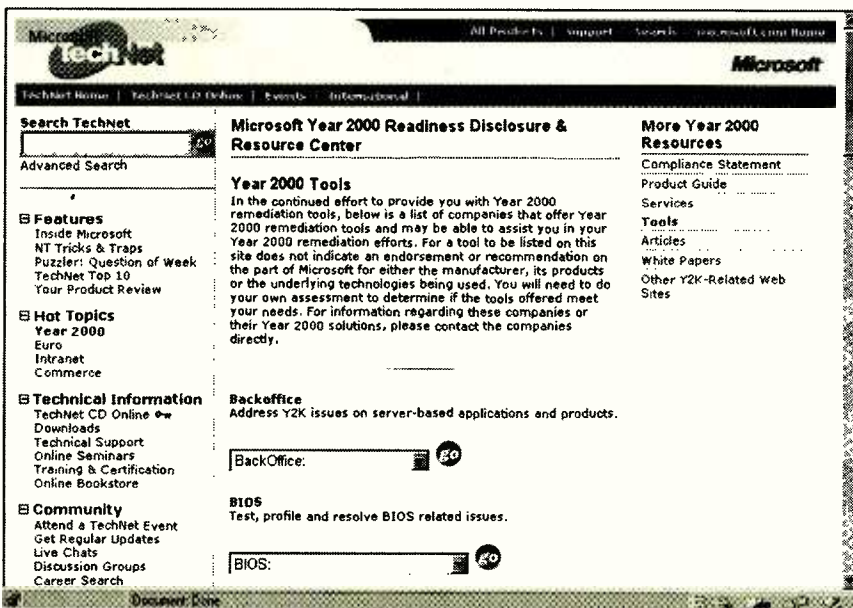 Microsoft
TechNet
All Products | Support | Search | microsoft.com Home
Microsoft
TechNet Home | TechNet CD Online | Events | International |
Search TechNet
go
Advanced Search
Features
Inside Microsoft
NT Tricks & Traps
Puzzler: Question of Week
TechNet Top 10
Your Product Review
Hot Topics
Year 2000
Euro
Intranet
Commerce
Technical Information
TechNet CD Online
Downloads
Technical Support
Online Seminars
Training & Certification
Online Bookstore
Community
Attend a TechNet Event
Get Regular Updates
Live Chats
Discussion Groups
Career Search
Microsoft Year 2000 Readiness Disclosure &
Resource Center
Year 2000 Tools
In the continued effort to provide you with Year 2000
remediation tools, below is a list of companies that offer Year
2000 remediation tools and may be able to assist you in your
Year 2000 remediation efforts. For a tool to be listed on this
site does not indicate an endorsement or recommendation on
the part of Microsoft for either the manufacturer, its products
or the underlying technologies being used. You will need to do
your own assessment to determine if the tools offered meet
your needs. For information regarding these companies or
their Year 2000 solutions, please contact the companies
directly.
Backoffice
Address Y2K issues on server-based applications and products.
BackOffice:
go
BIOS
Test, profile and resolve BIOS related issues.
BIOS:
go
More Year 2000
Resources
Compliance Statement
Product Guide
Services
Tools
Articles
White Papers
Other Y2K-Related Web
Sites
Document: Done